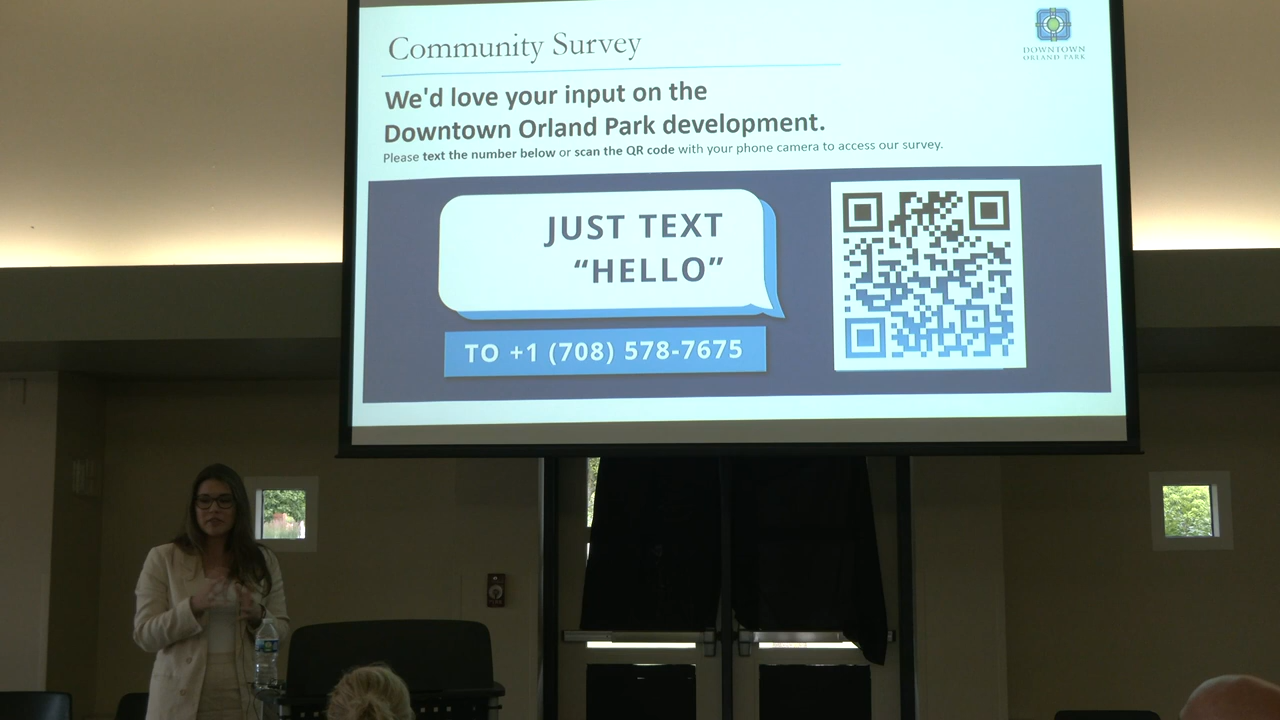 Community Survey
DOWNTOWN
ORLAND PARK
We'd love your input on the
Downtown Orland Park development.
Please text the number below or scan the QR code with your phone camera to access our survey.
JUST TEXT
“HELLO”
TO +1 (708) 578-7675